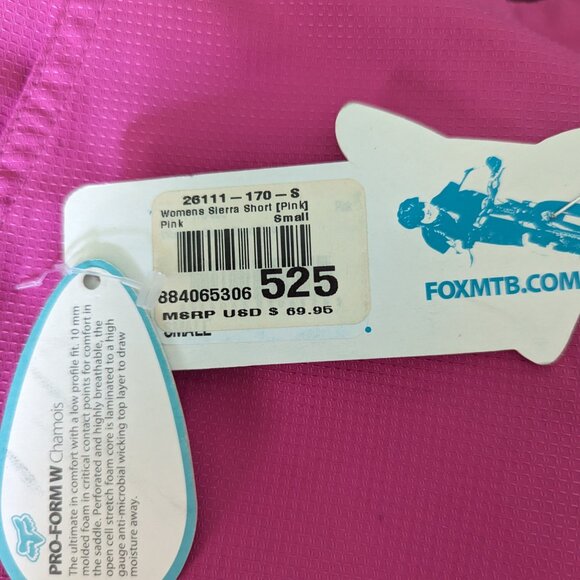 26111-170-S
Womens Sierra Short [Pink]
Pink Small
884065306 525
MSRP USD $ 69.95
SMALL
FOXMTB.COM
PRO-FORM W Chamois
The ultimate in comfort with a low profile fit. 10 mm
molded foam in critical contact points for comfort in
the saddle. Perforated and highly breathable, the
open cell stretch foam core is laminated to a high
gauge anti-microbial wicking top layer to draw
moisture away.